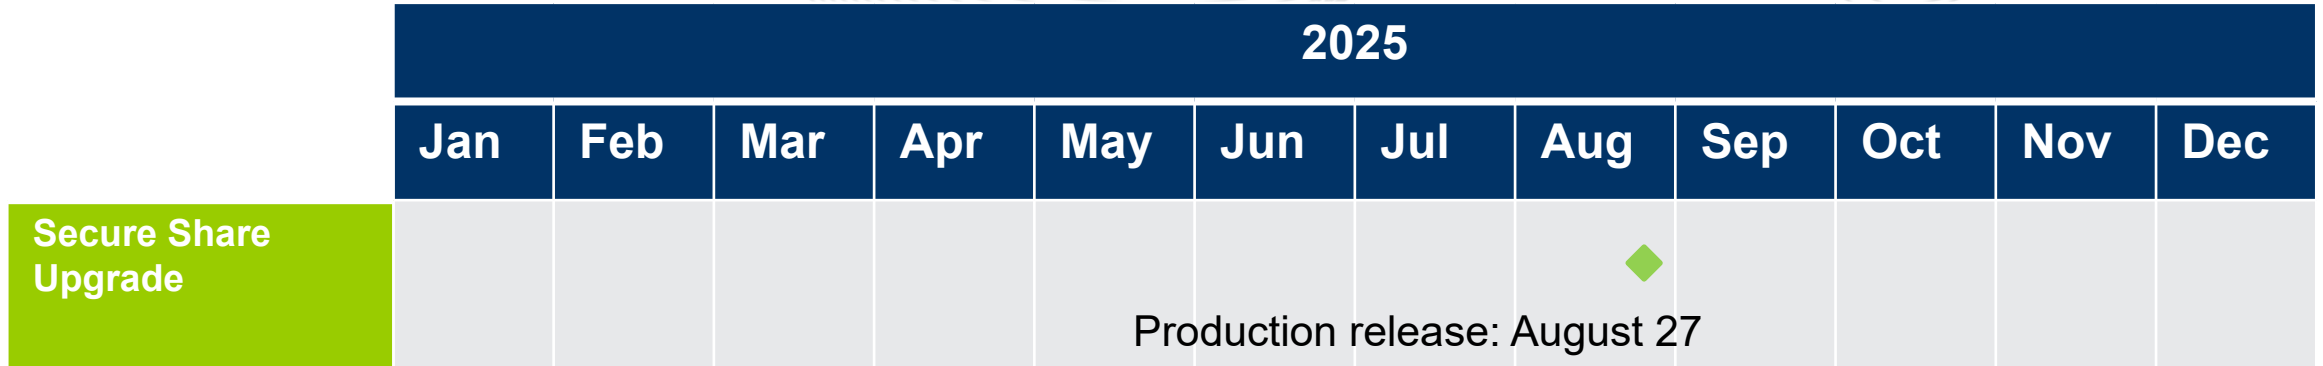 2025
Jan Feb Mar Apr May Jun Jul Aug Sep Oct Nov Dec
Secure Share
Upgrade
Production release: August 27